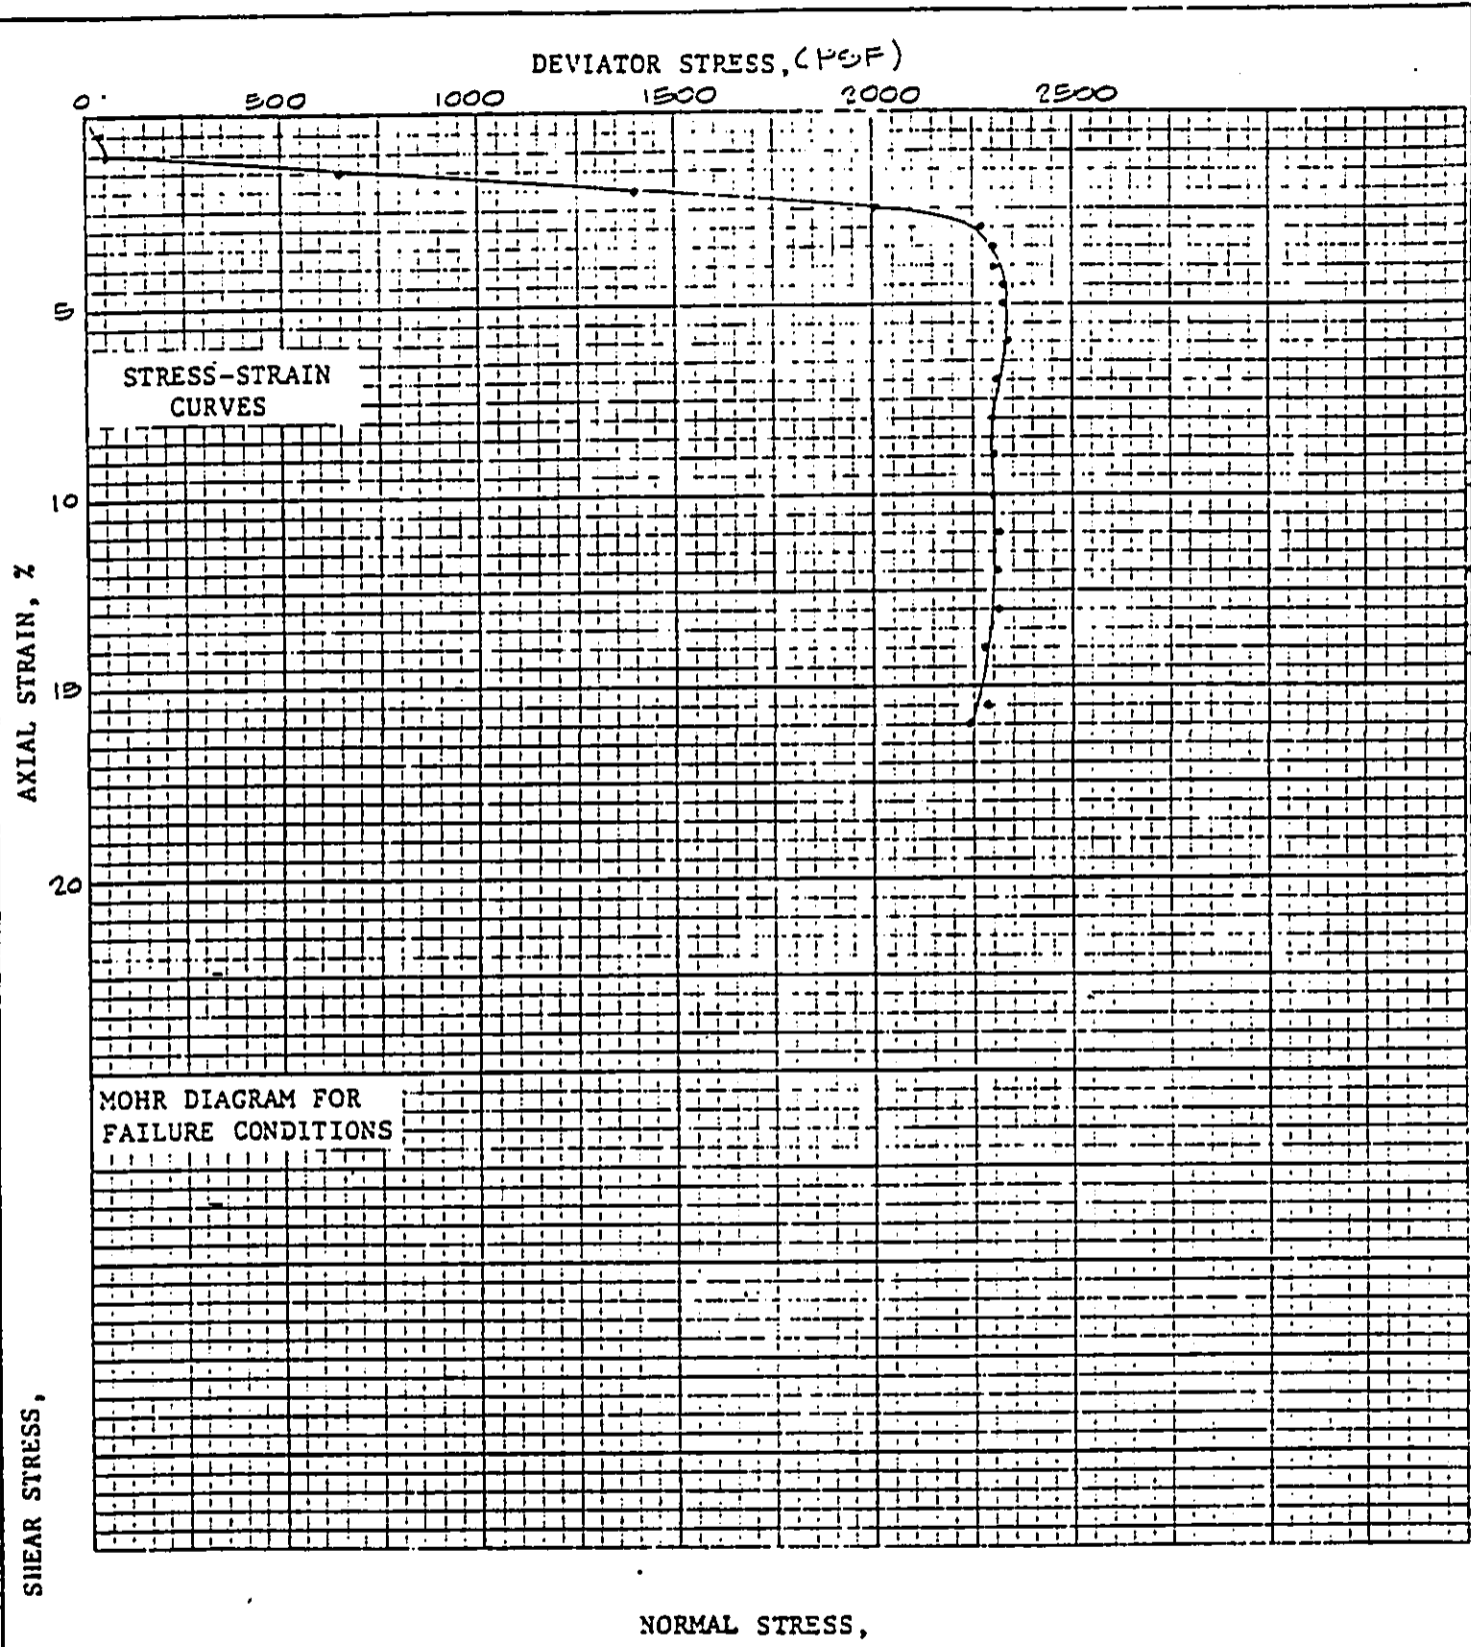 DEVIATOR STRESS, (PSF)
0 500 1000 1500 2000 2500
5
STRESS-STRAIN
CURVES
10
AXIAL STRAIN, %
15
20
MOHR DIAGRAM FOR
FAILURE CONDITIONS
SHEAR STRESS,
NORMAL STRESS,